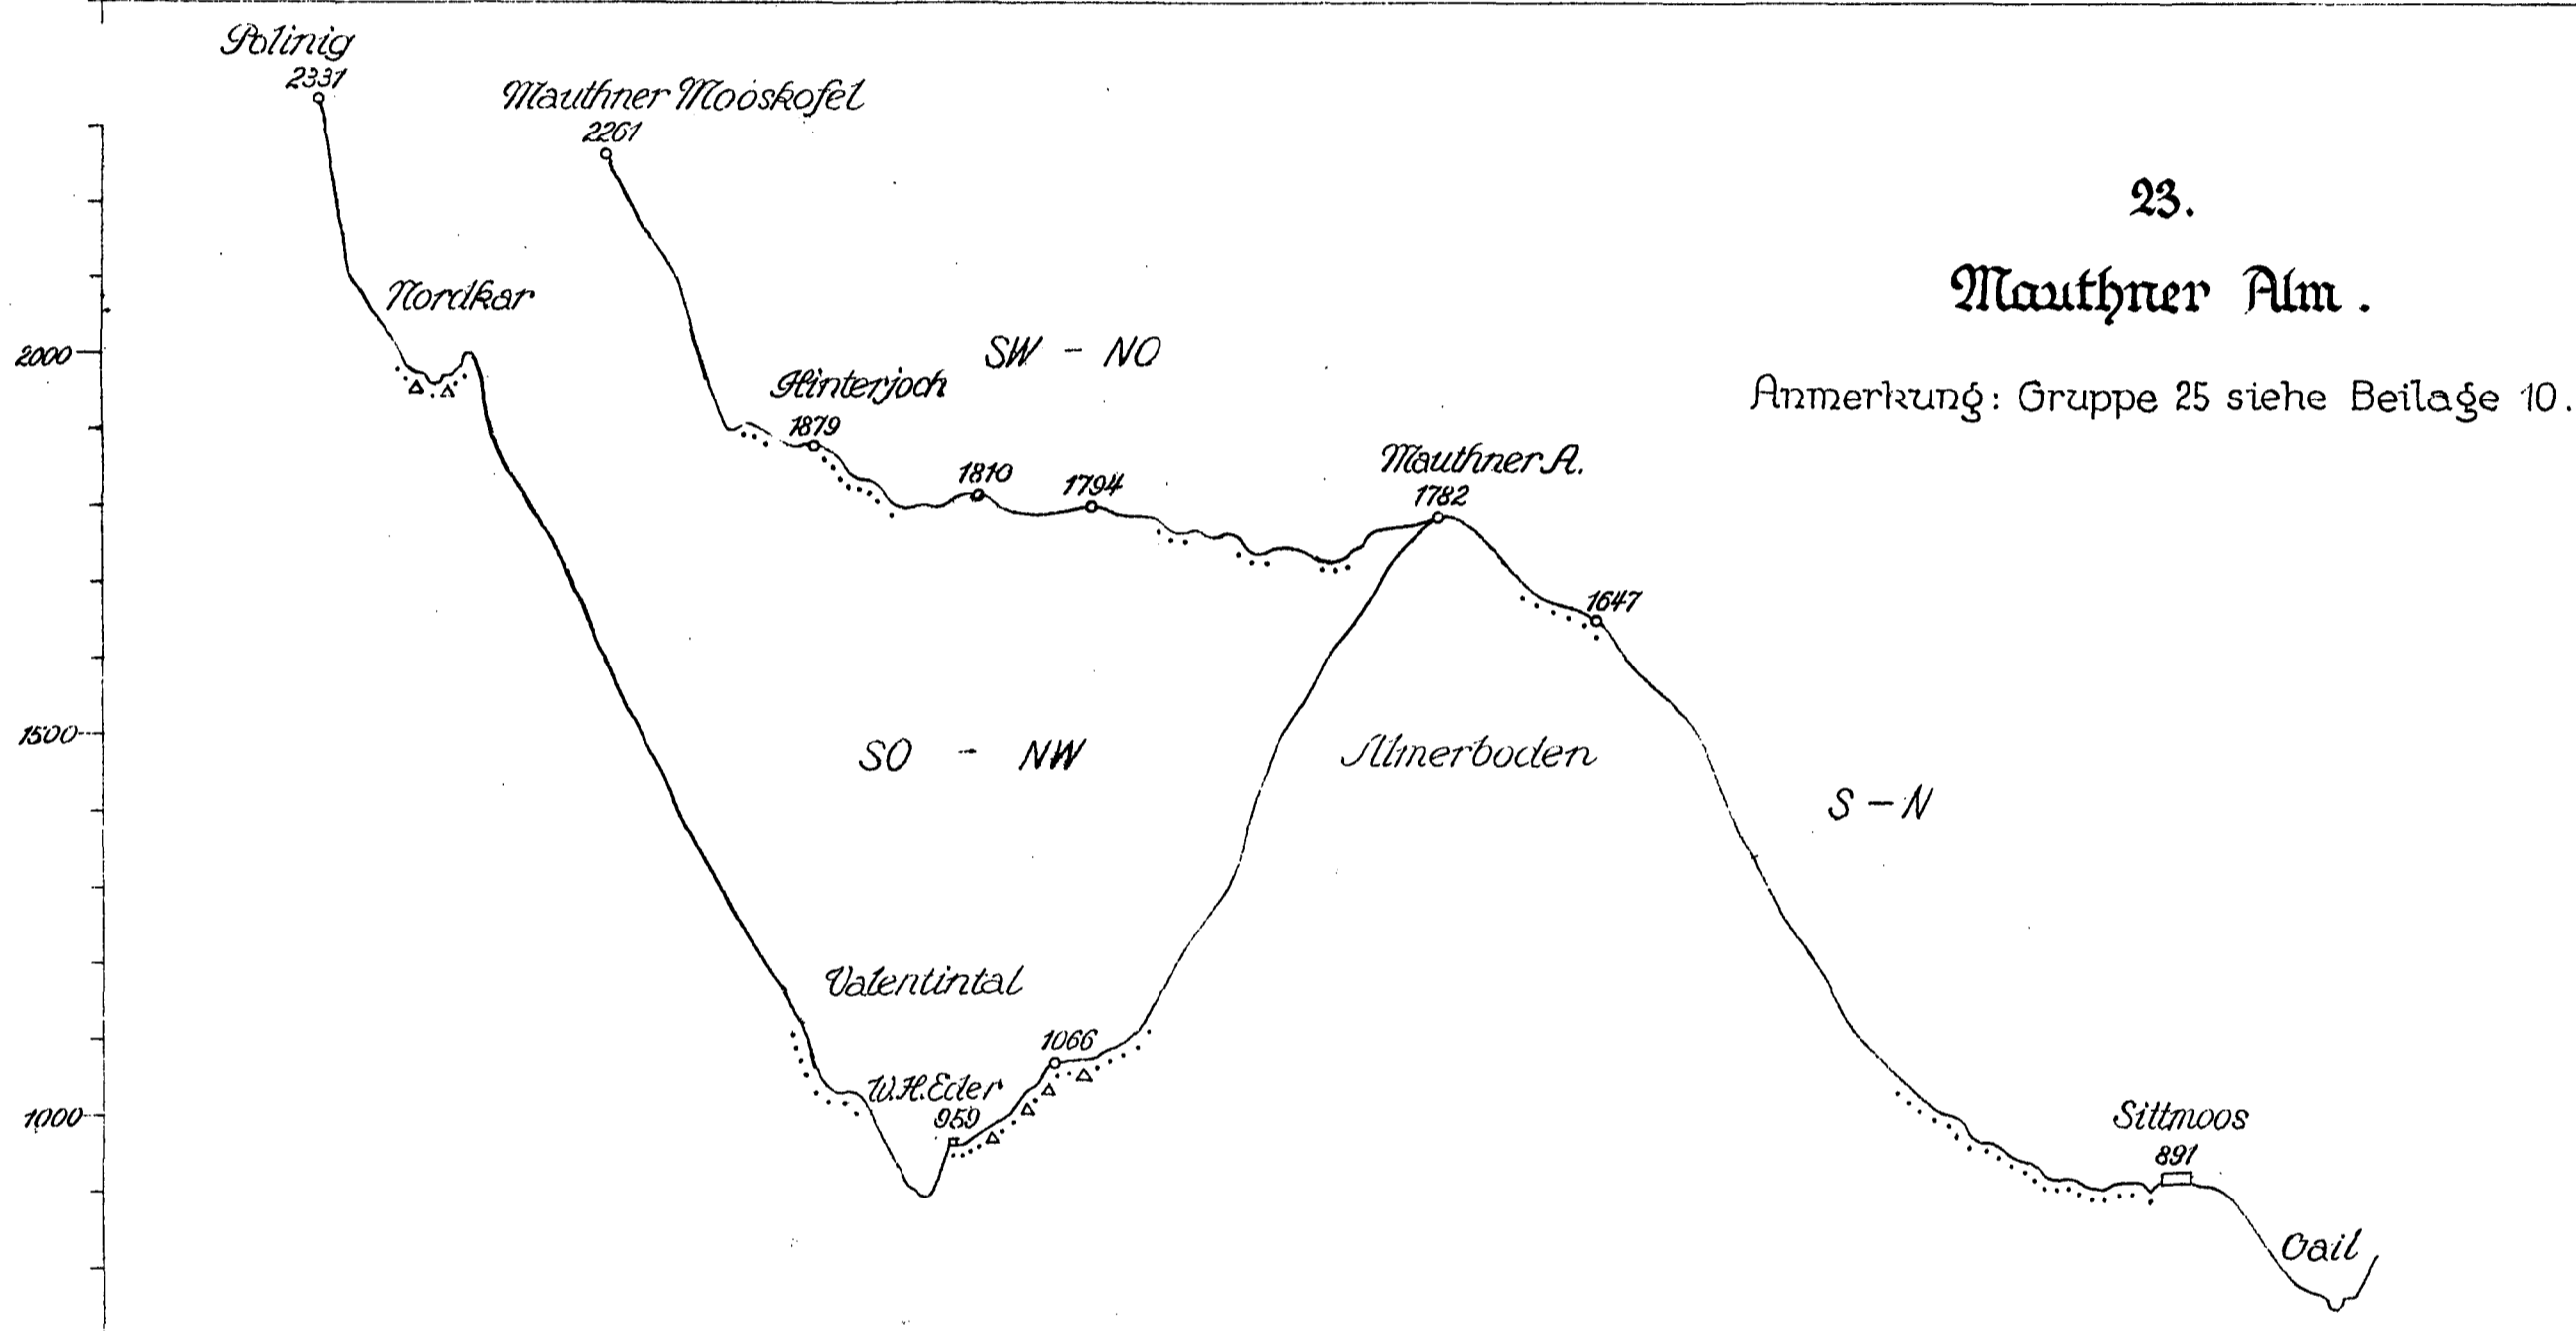 Polinig
2331
Mauthner Mooskofel
2261
23.
Mauthner Alm.
Anmerkung: Gruppe 25 siehe Beilage 10.
Nordkar
2000
SW - NO
Hinterjoch
1879
1810
1794
Mauthner A.
1782
1647
1500
SO - NW
Almerboden
S - N
Valentintal
1066
W.H. Eder
959
1000
Sittmoos
891
Gail